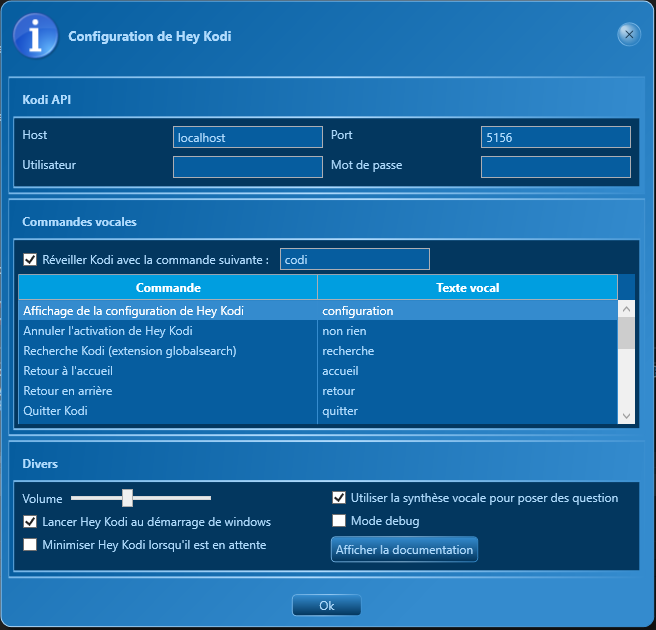 Configuration de Hey Kodi
Kodi API
Host localhost Port 5156
Utilisateur Mot de passe
Commandes vocales
Réveiller Kodi avec la commande suivante : codi
Commande Texte vocal
Affichage de la configuration de Hey Kodi configuration
Annuler l'activation de Hey Kodi non rien
Recherche Kodi (extension globalsearch) recherche
Retour à l'accueil accueil
Retour en arrière retour
Quitter Kodi quitter
Divers
Volume Utiliser la synthèse vocale pour poser des question
Lancer Hey Kodi au démarrage de windows Mode debug
Minimiser Hey Kodi lorsqu'il est en attente Afficher la documentation
Ok